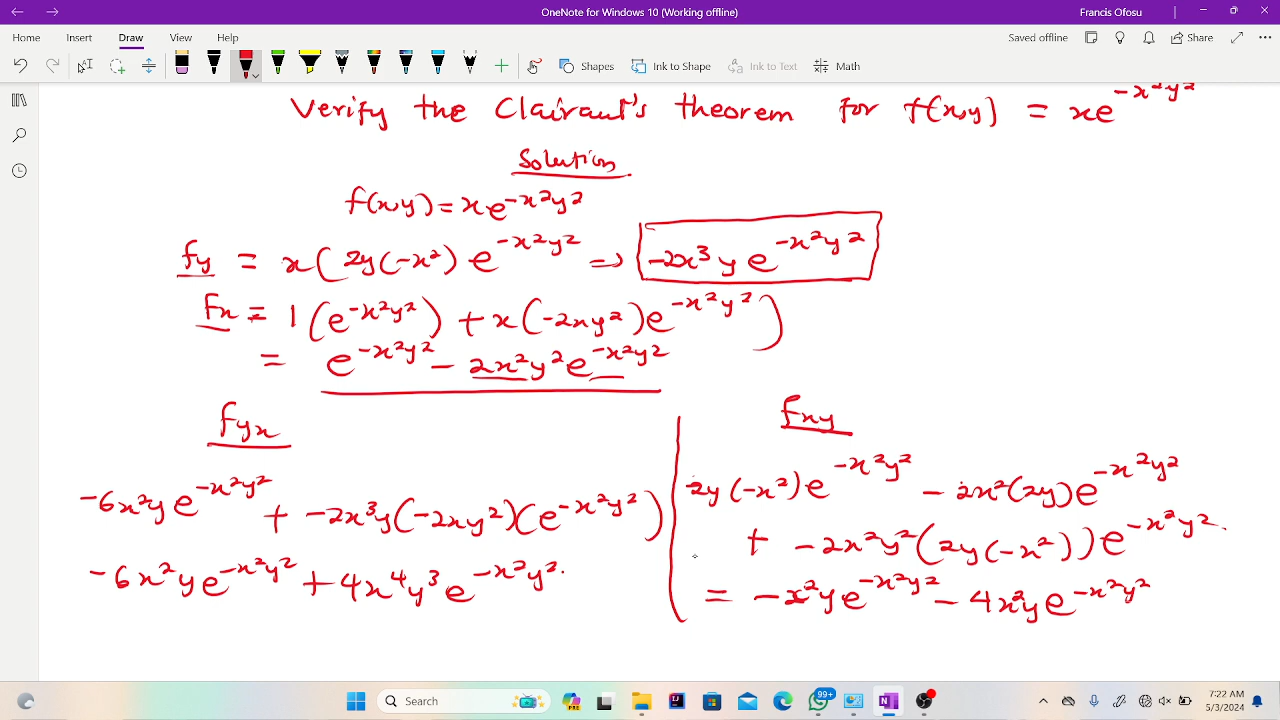 OneNote for Windows 10 (Working offline)
Francis Ofosu
Home Insert Draw View Help
Saved offline
Share
Shapes
Ink to Shape
Ink to Text
Math
Verify the Clairaut's theorem for f(x,y) = xe^{-x²y²}
Solution
f(x,y) = xe^{-x²y²}
fy = x(2y(-x²)e^{-x²y²} => -2x³ye^{-x²y²}
fx = 1(e^{-x²y²}) + x(-2xy²)e^{-x²y²})
= e^{-x²y²} - 2x²y²e^{-x²y²}
fyx
-6x²ye^{-x²y²} + -2x³y(-2xy²)(e^{-x²y²})
-6x²ye^{-x²y²} + 4x⁴y³e^{-x²y²}.
fxy
2y(-x²)e^{-x²y²} - 2x²(2y)e^{-x²y²}
+ -2x²y²(2y(-x²))e^{-x²y²}.
= -x²ye^{-x²y²} - 4x²ye^{-x²y²}
Search
PRE
99+
7:22 AM
5/3/2024